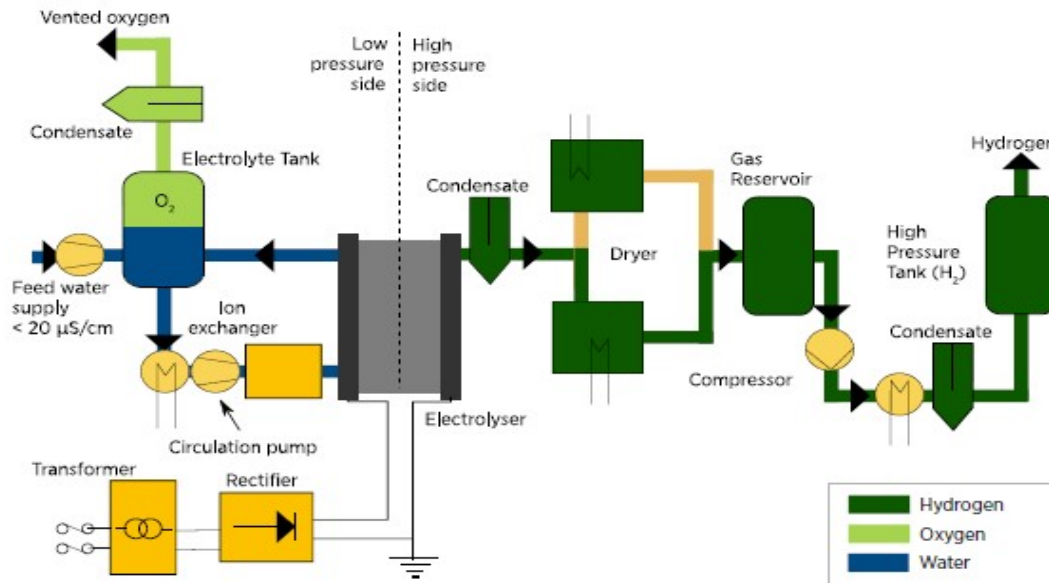 Vented oxygen
Low
pressure
side
High
pressure
side
Condensate
Electrolyte Tank
O₂
Condensate
Gas
Reservoir
Hydrogen
Dryer
High
Pressure
Tank (H₂)
Feed water
supply
< 20 µS/cm
Ion
exchanger
Condensate
Compressor
Electrolyser
Circulation pump
Transformer
Rectifier
Hydrogen
Oxygen
Water